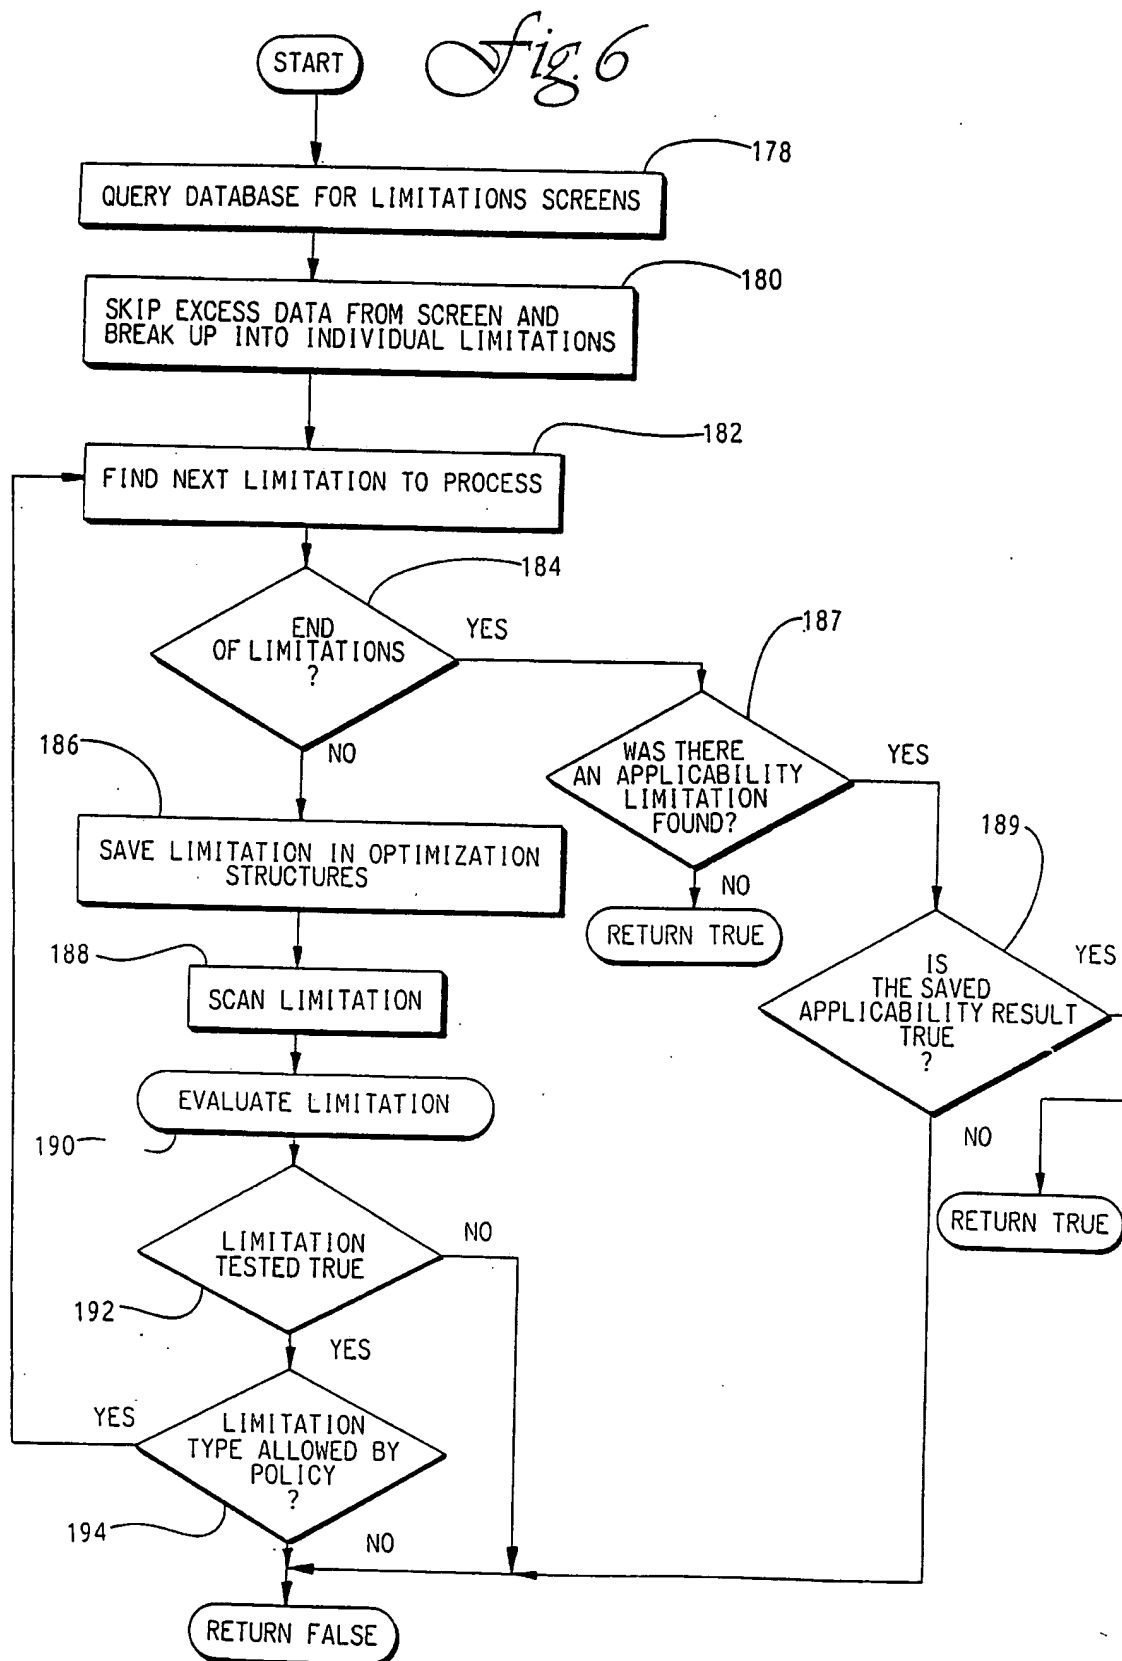 START
Fig. 6
178
QUERY DATABASE FOR LIMITATIONS SCREENS
180
SKIP EXCESS DATA FROM SCREEN AND
BREAK UP INTO INDIVIDUAL LIMITATIONS
182
FIND NEXT LIMITATION TO PROCESS
184
END
OF LIMITATIONS
?
YES
NO
187
WAS THERE
AN APPLICABILITY
LIMITATION
FOUND?
YES
NO
RETURN TRUE
186
SAVE LIMITATION IN OPTIMIZATION
STRUCTURES
189
IS
THE SAVED
APPLICABILITY RESULT
TRUE
?
YES
NO
RETURN TRUE
188
SCAN LIMITATION
EVALUATE LIMITATION
190
LIMITATION
TESTED TRUE
NO
192
YES
LIMITATION
TYPE ALLOWED BY
POLICY
?
YES
194
NO
RETURN FALSE